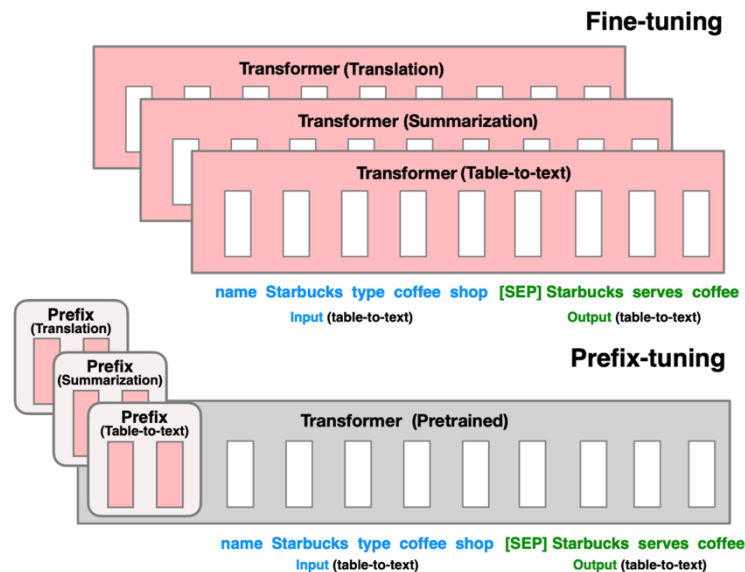 Fine-tuning
Transformer (Translation)
Transformer (Summarization)
Transformer (Table-to-text)
name Starbucks type coffee shop [SEP] Starbucks serves coffee
Input (table-to-text) Output (table-to-text)
Prefix-tuning
Prefix
(Translation)
Prefix
(Summarization)
Prefix
(Table-to-text)
Transformer (Pretrained)
name Starbucks type coffee shop [SEP] Starbucks serves coffee
Input (table-to-text) Output (table-to-text)